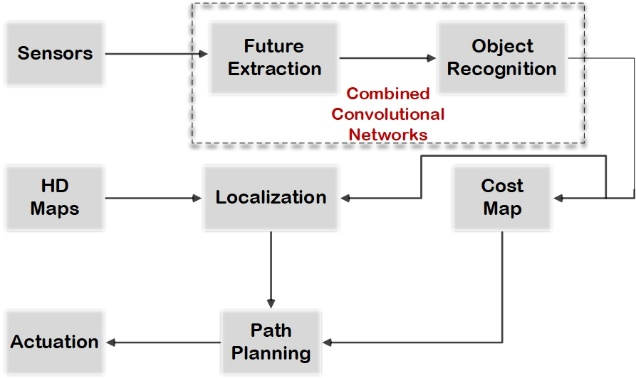 Sensors
Future
Extraction
Object
Recognition
Combined
Convolutional
Networks
HD
Maps
Localization
Cost
Map
Actuation
Path
Planning